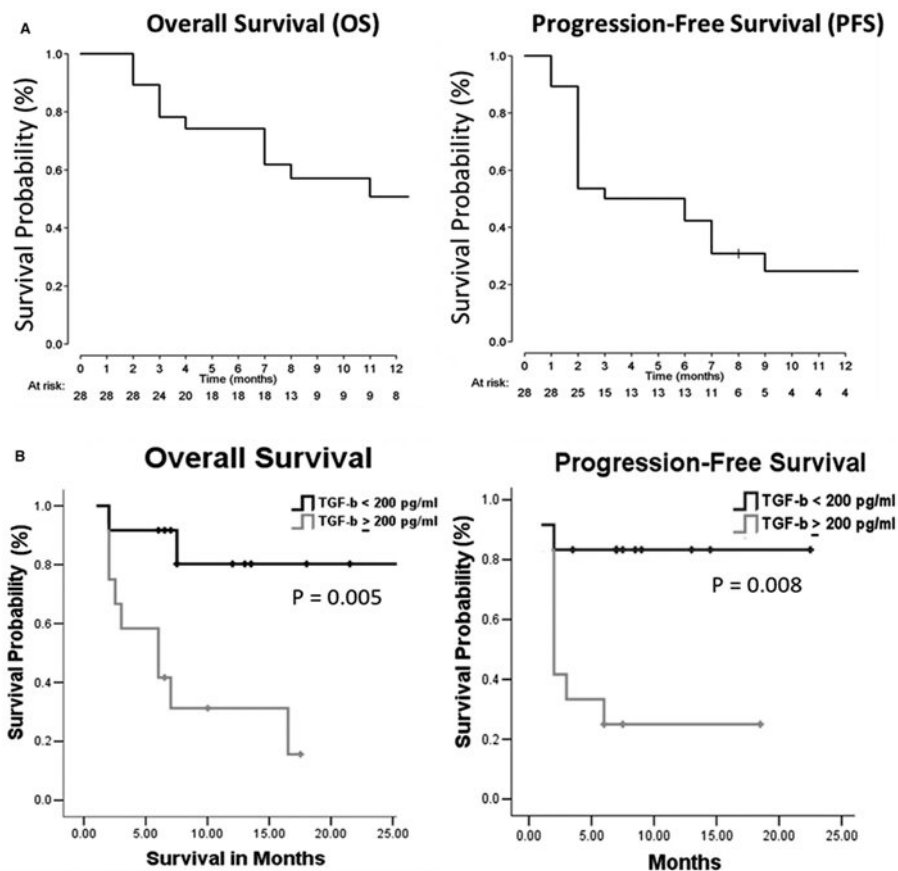 A
Overall Survival (OS)
Survival Probability (%)
1.0
0.8
0.6
0.4
0.2
0.0
0 1 2 3 4 5 6 7 8 9 10 11 12
Time (months)
At risk:
28 28 28 24 20 18 18 18 13 9 9 9 8
Progression-Free Survival (PFS)
Survival Probability (%)
1.0
0.8
0.6
0.4
0.2
0.0
0 1 2 3 4 5 6 7 8 9 10 11 12
Time (months)
At risk:
28 28 25 15 13 13 13 11 6 5 4 4 4
B
Overall Survival
Survival Probability (%)
1.0
0.8
0.6
0.4
0.2
0.0
TGF-b < 200 pg/ml
TGF-b ≥ 200 pg/ml
P = 0.005
0.00 5.00 10.00 15.00 20.00 25.00
Survival in Months
Progression-Free Survival
Survival Probability (%)
1.0
0.8
0.6
0.4
0.2
0.0
TGF-b < 200 pg/ml
TGF-b ≥ 200 pg/ml
P = 0.008
0.00 5.00 10.00 15.00 20.00 25.00
Months